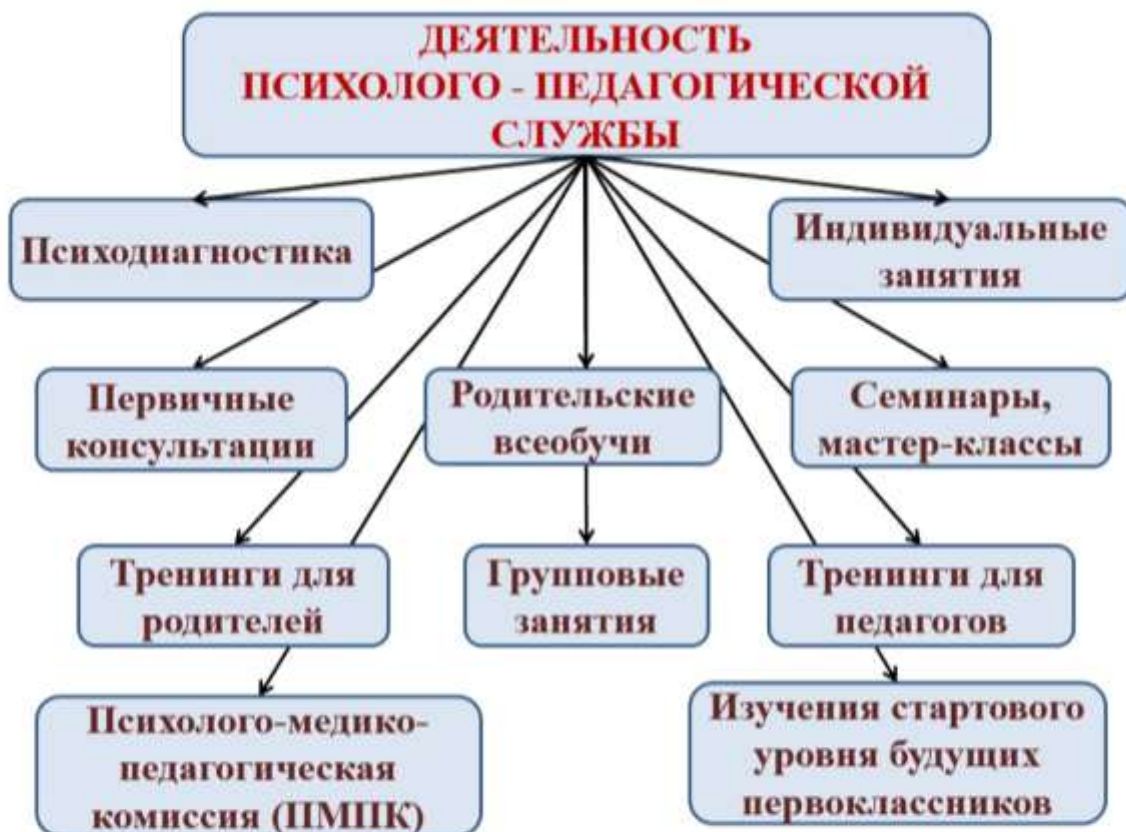 ДЕЯТЕЛЬНОСТЬ
ПСИХОЛОГО - ПЕДАГОГИЧЕСКОЙ
СЛУЖБЫ
Психодиагностика
Индивидуальные
занятия
Первичные
консультации
Родительские
всеобучи
Семинары,
мастер-классы
Тренинги для
родителей
Групповые
занятия
Тренинги для
педагогов
Психолого-медико-
педагогическая
комиссия (ПМПК)
Изучения стартового
уровня будущих
первоклассников